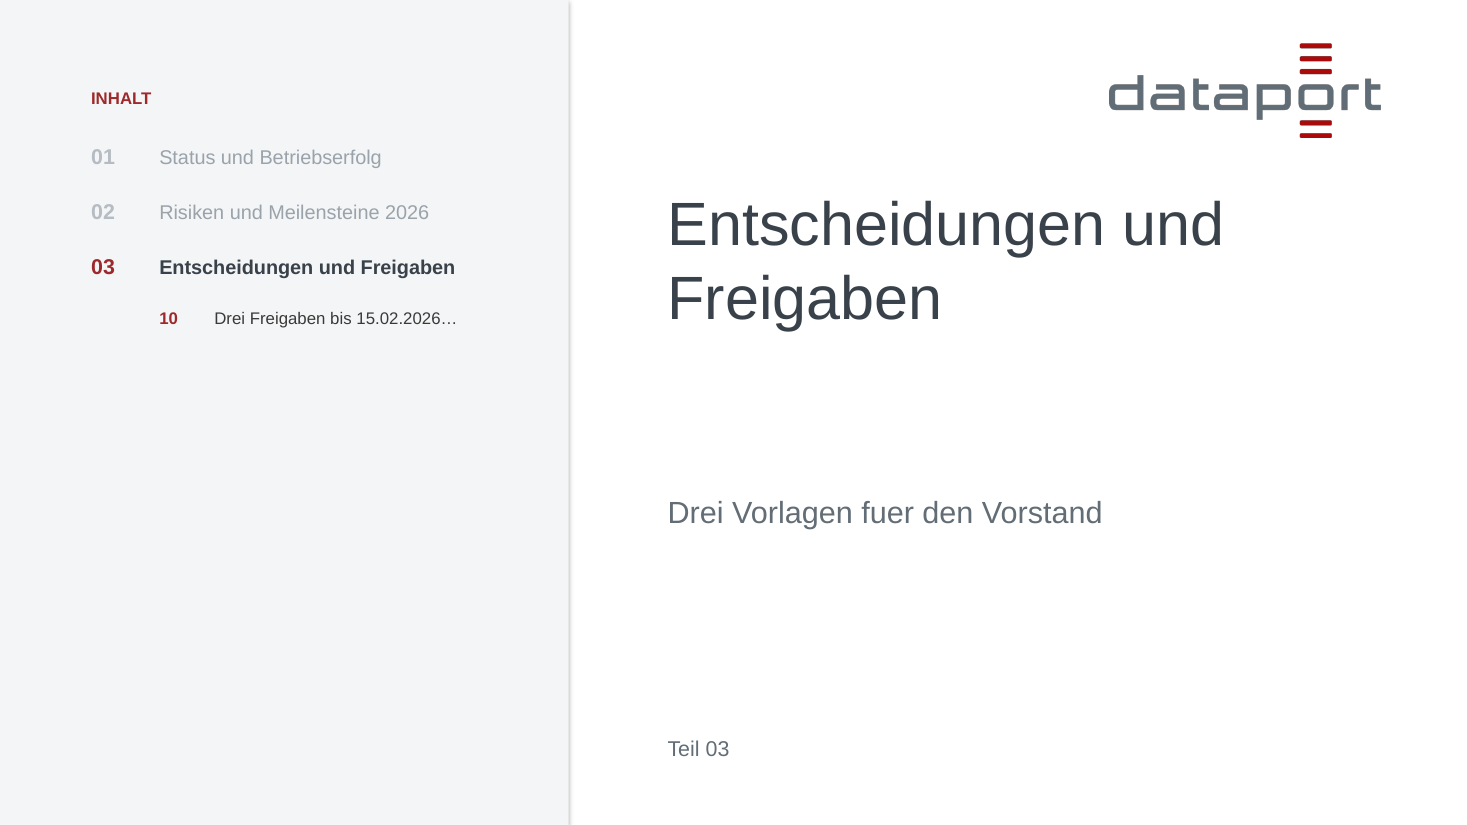 INHALT
01 Status und Betriebserfolg
02 Risiken und Meilensteine 2026
03 Entscheidungen und Freigaben
10 Drei Freigaben bis 15.02.2026…
dataport
Entscheidungen und
Freigaben
Drei Vorlagen fuer den Vorstand
Teil 03